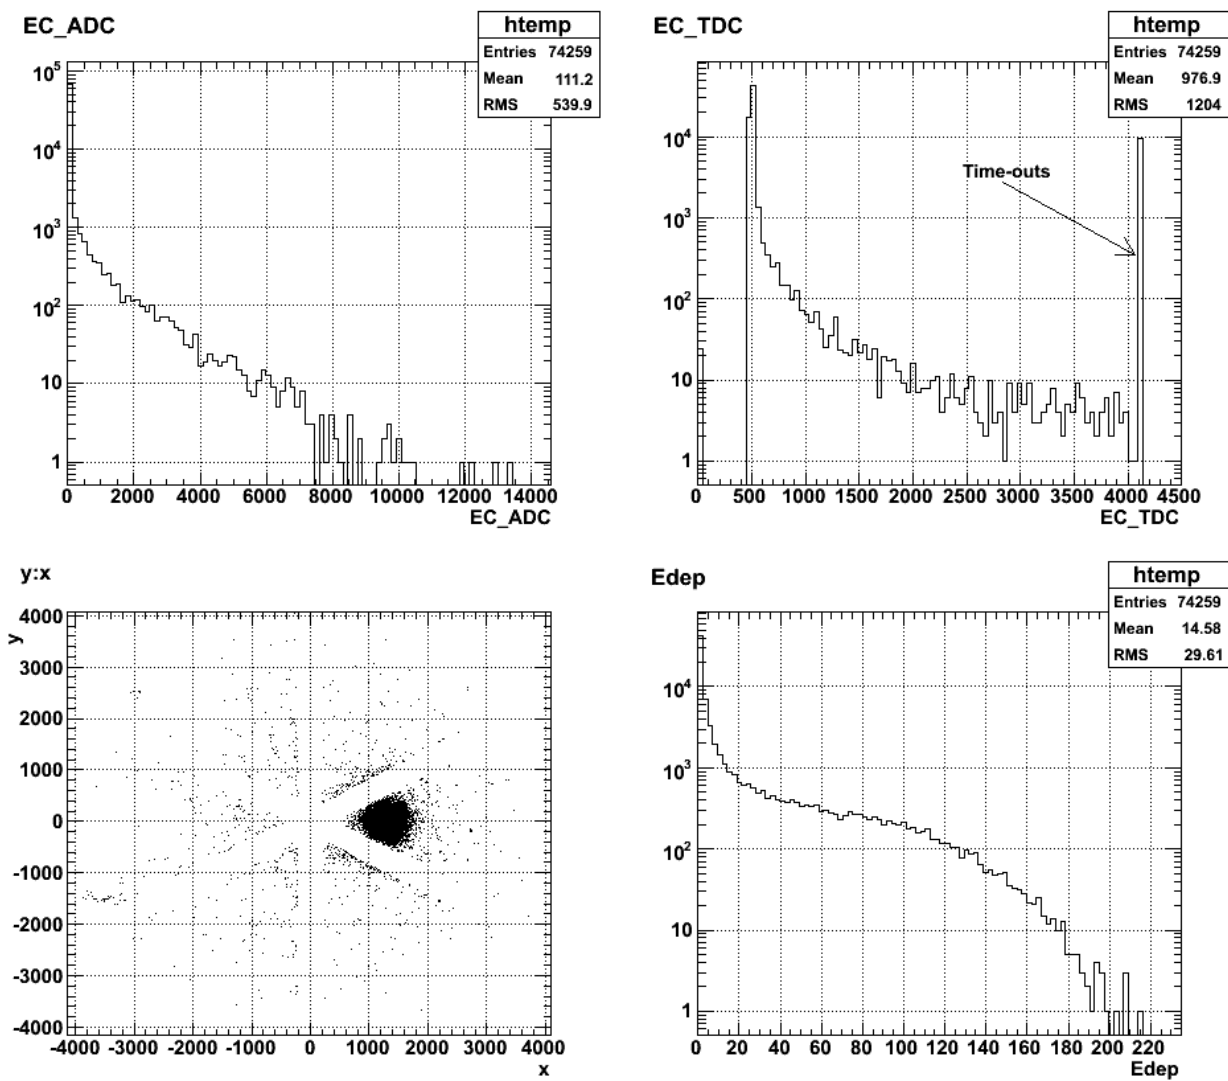 EC_ADC
htemp
Entries 74259
Mean 111.2
RMS 539.9
10^5
10^4
10^3
10^2
10
1
0 2000 4000 6000 8000 10000 12000 14000
EC_ADC
EC_TDC
htemp
Entries 74259
Mean 976.9
RMS 1204
Time-outs
10^4
10^3
10^2
10
1
0 500 1000 1500 2000 2500 3000 3500 4000 4500
EC_TDC
y:x
4000
3000
2000
1000
0
-1000
-2000
-3000
-4000
y
-4000 -3000 -2000 -1000 0 1000 2000 3000 4000
x
Edep
htemp
Entries 74259
Mean 14.58
RMS 29.61
10^4
10^3
10^2
10
1
0 20 40 60 80 100 120 140 160 180 200 220
Edep